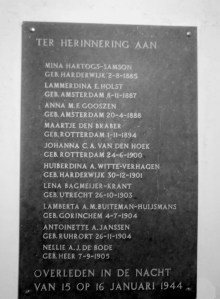 TER HERINNERING AAN
MINA HARTOGS-SAMSON
GEB. HARDERWIJK 2-8-1885
LAMMERDINA E. HOLST
GEB. AMSTERDAM 8-11-1887
ANNA M.E. GOOSZEN
GEB. AMSTERDAM 20-4-1888
MAARTJE DEN BRABER
GEB. ROTTERDAM 1-11-1894
JOHANNA C.A. VAN DEN HOEK
GEB. ROTTERDAM 24-6-1900
HUIBERDINA A. WITTE-VERHAGEN
GEB. HARDERWIJK 30-12-1901
LENA BAGMEIJER-KRANT
GEB. UTRECHT 26-10-1903
LAMBERTA A.M. BUITEMAN-HUIJSMANS
GEB. GORINCHEM 4-7-1904
ANTOINETTE A. JANSSEN
GEB. RUHRORT 26-11-1904
NELLIE A.J. DE BODE
GEB. HEER 7-9-1905
OVERLEDEN IN DE NACHT
VAN 15 OP 16 JANUARI 1944